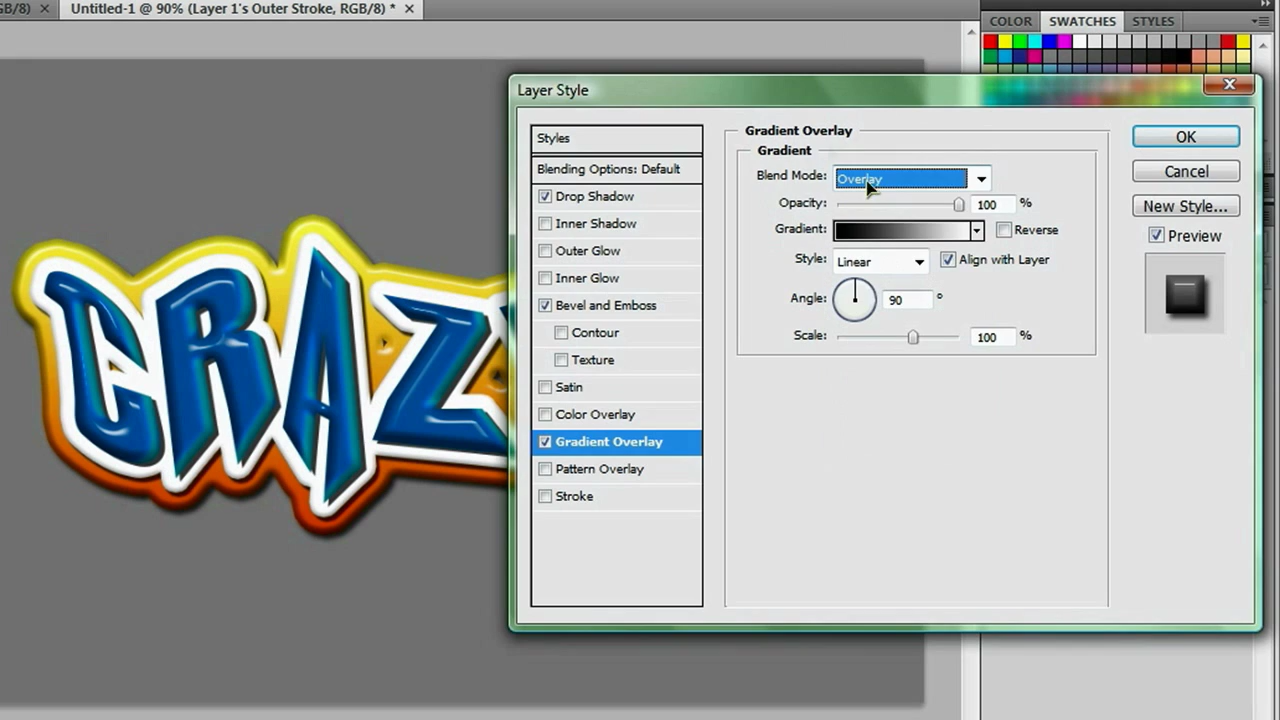 GB/8)
Untitled-1 @ 90% (Layer 1's Outer Stroke, RGB/8) *
COLOR SWATCHES STYLES
Layer Style
Styles
Blending Options: Default
Drop Shadow
Inner Shadow
Outer Glow
Inner Glow
Bevel and Emboss
Contour
Texture
Satin
Color Overlay
Gradient Overlay
Pattern Overlay
Stroke
Gradient Overlay
Gradient
Blend Mode: Overlay
Opacity: 100 %
Gradient: Reverse
Style: Linear Align with Layer
Angle: 90 °
Scale: 100 %
OK
Cancel
New Style...
Preview
CRAZ